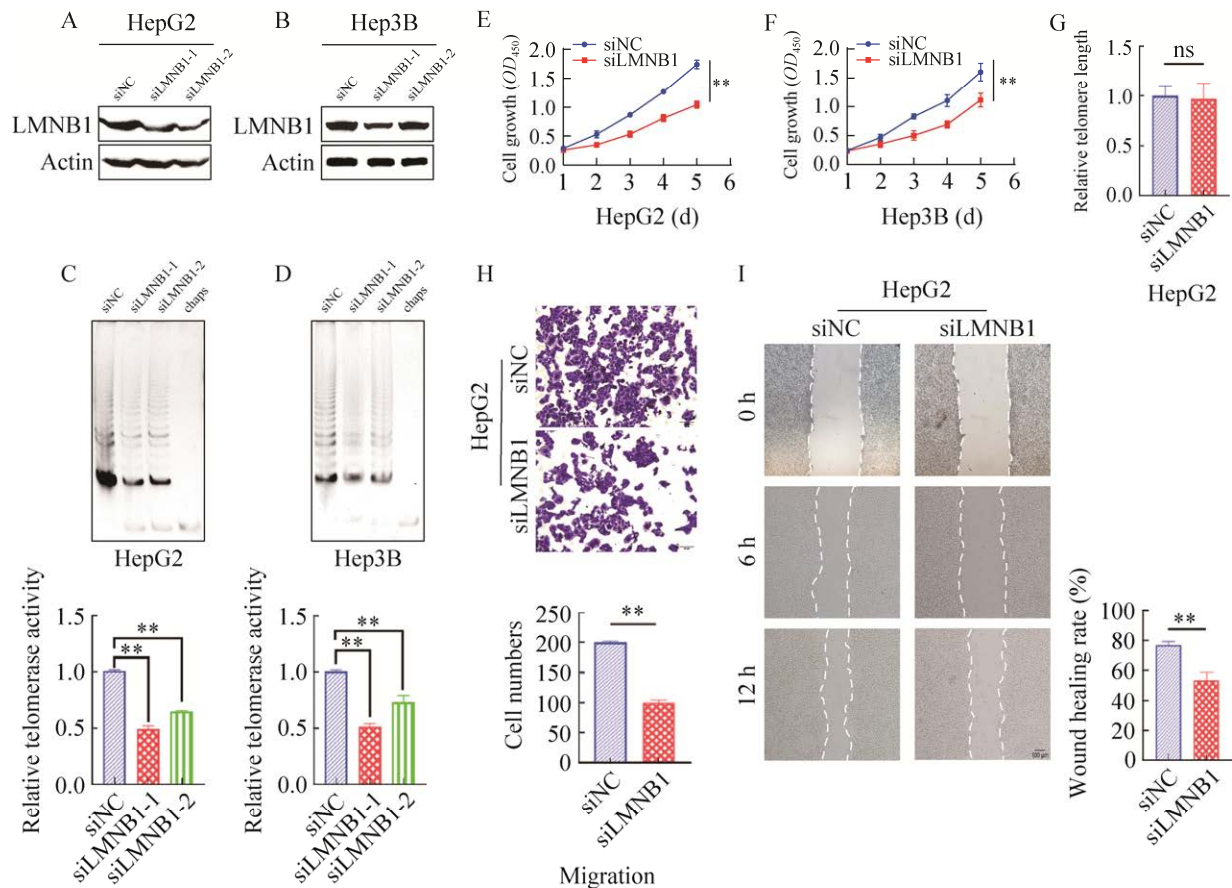 A
HepG2
siNC
siLMNB1-1
siLMNB1-2
LMNB1
Actin
B
Hep3B
siNC
siLMNB1-1
siLMNB1-2
LMNB1
Actin
E
siNC
siLMNB1
**
Cell growth (OD450)
2.0
1.5
1.0
0.5
0.0
1 2 3 4 5 6
HepG2 (d)
F
siNC
siLMNB1
**
Cell growth (OD450)
2.0
1.5
1.0
0.5
0.0
1 2 3 4 5 6
Hep3B (d)
G
ns
Relative telomere length
1.5
1.0
0.5
0.0
siNC
siLMNB1
HepG2
C
siNC
siLMNB1-1
siLMNB1-2
chaps
HepG2
Relative telomerase activity
1.5
1.0
0.5
0.0
**
**
siNC
siLMNB1-1
siLMNB1-2
D
siNC
siLMNB1-1
siLMNB1-2
chaps
Hep3B
Relative telomerase activity
1.5
1.0
0.5
0.0
**
**
siNC
siLMNB1-1
siLMNB1-2
H
HepG2
siNC
siLMNB1
Cell numbers
250
200
150
100
50
0
**
siNC
siLMNB1
Migration
I
HepG2
siNC
siLMNB1
0 h
6 h
12 h
100 μm
Wound healing rate (%)
100
80
60
40
20
0
**
siNC
siLMNB1